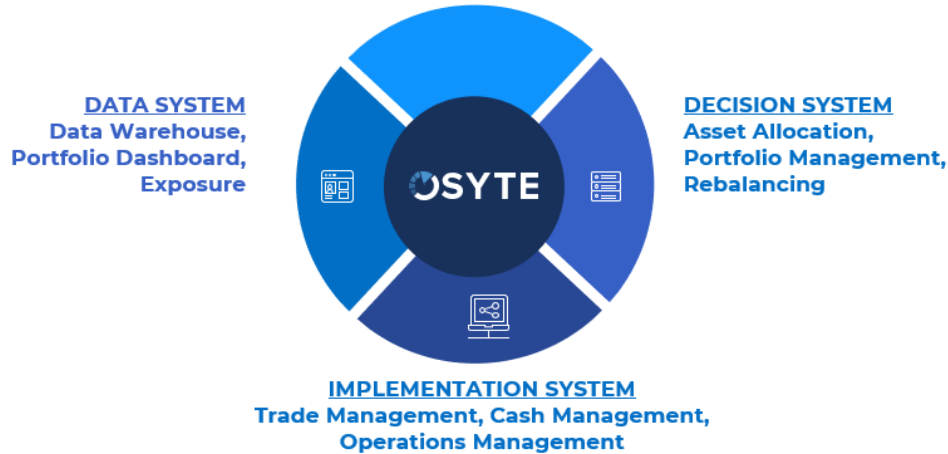 DATA SYSTEM
Data Warehouse,
Portfolio Dashboard,
Exposure
OSYTE
DECISION SYSTEM
Asset Allocation,
Portfolio Management,
Rebalancing
IMPLEMENTATION SYSTEM
Trade Management, Cash Management,
Operations Management